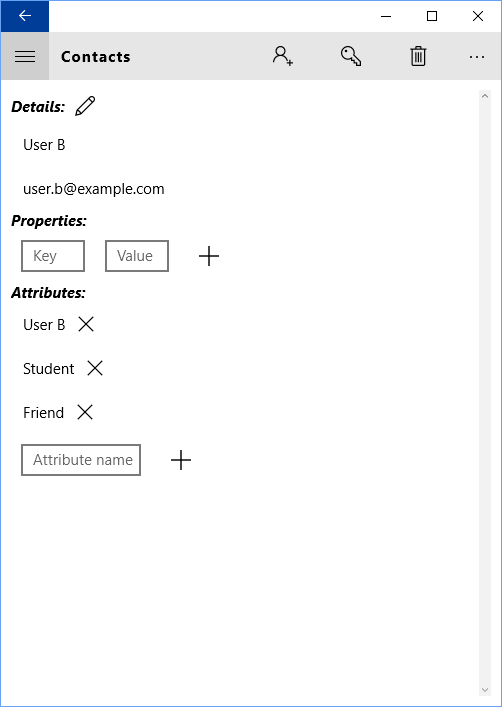 Contacts
Details:
User B
user.b@example.com
Properties:
Key Value
Attributes:
User B
Student
Friend
Attribute name